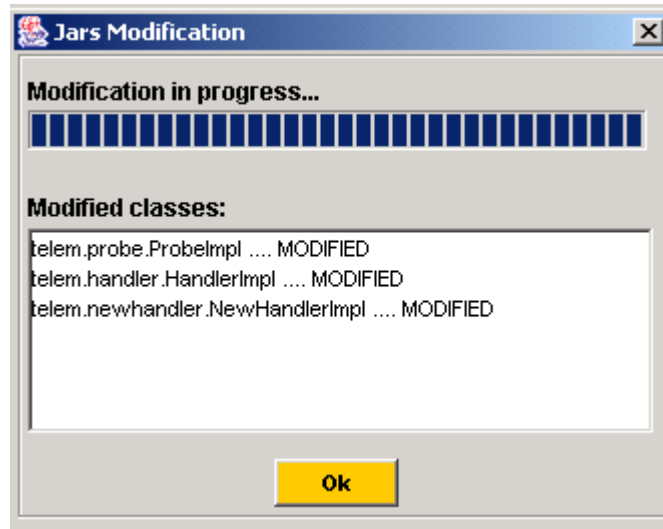 Jars Modification
Modification in progress...
Modified classes:
telem.probe.ProbeImpl .... MODIFIED
telem.handler.HandlerImpl .... MODIFIED
telem.newhandler.NewHandlerImpl .... MODIFIED
Ok